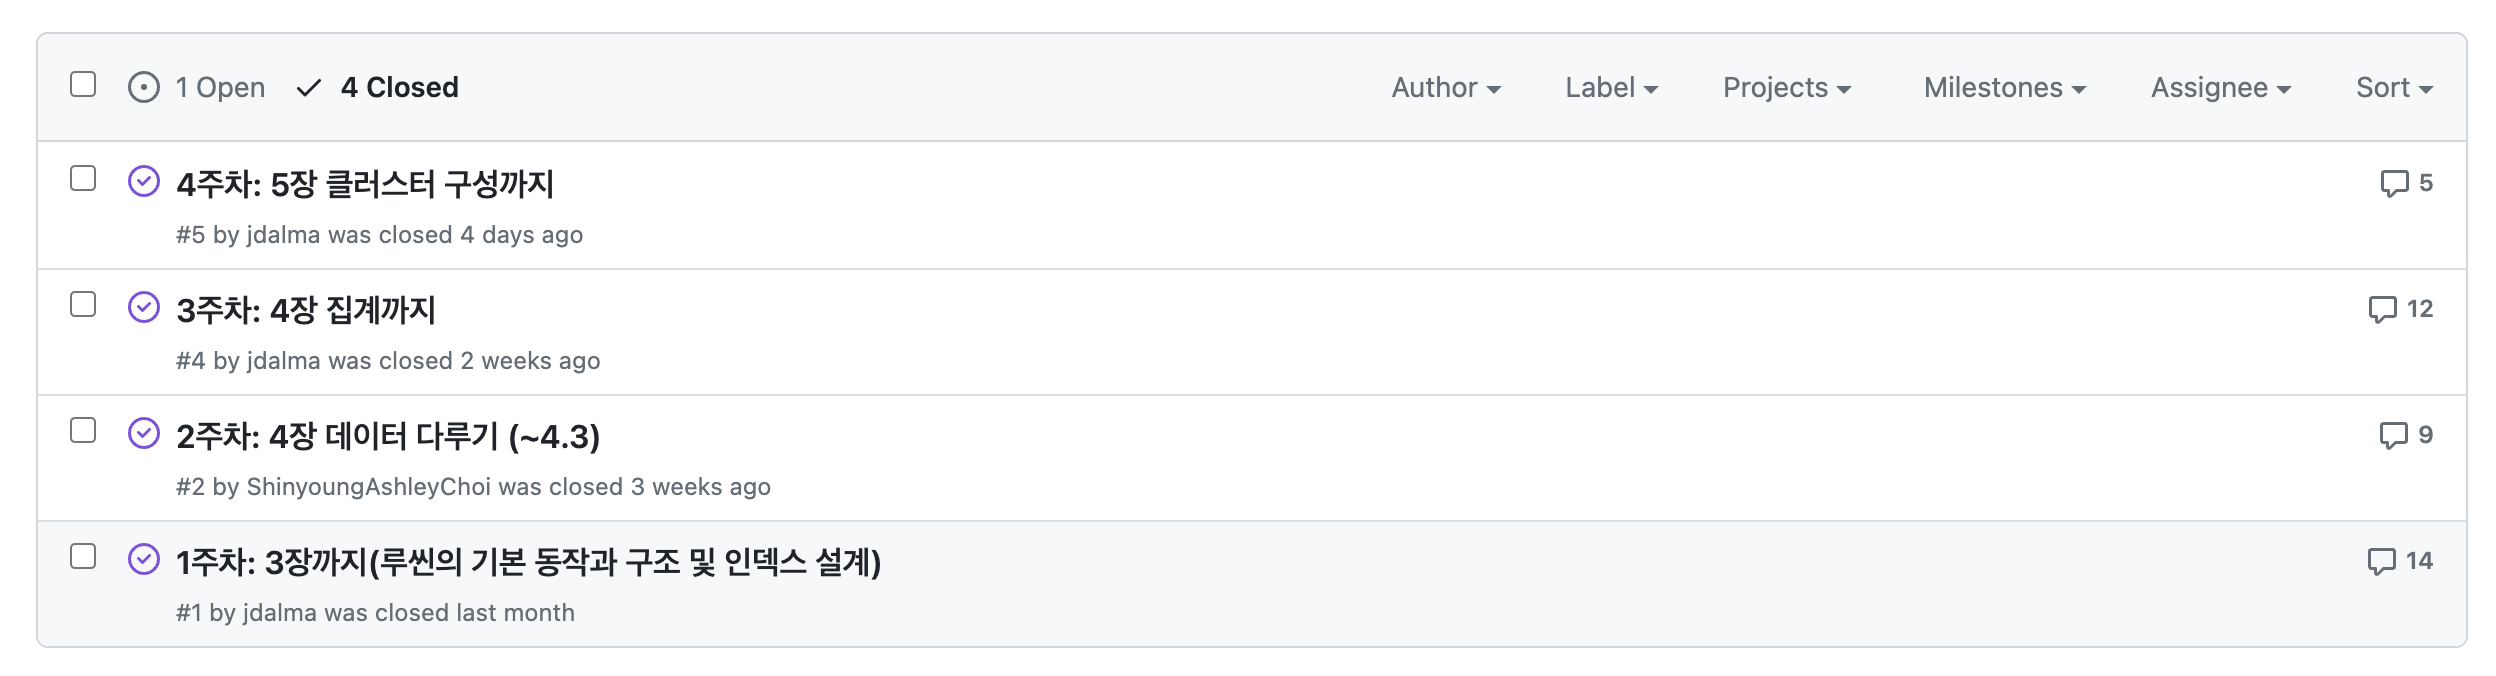 1 Open 4 Closed Author Label Projects Milestones Assignee Sort
4주차: 5장 클러스터 구성까지 5
#5 by jdalma was closed 4 days ago
3주차: 4장 집계까지 12
#4 by jdalma was closed 2 weeks ago
2주차: 4장 데이터 다루기 (~4.3) 9
#2 by ShinyoungAshleyChoi was closed 3 weeks ago
1주차: 3장까지(루씬의 기본 동작과 구조 및 인덱스 설계) 14
#1 by jdalma was closed last month